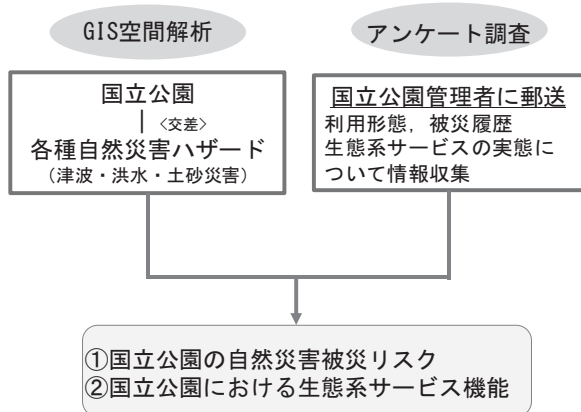 GIS空間解析
アンケート調査
国立公園
<交差>
各種自然災害ハザード
（津波・洪水・土砂災害）
国立公園管理者に郵送
利用形態，被災履歴
生態系サービスの実態に
ついて情報収集
①国立公園の自然災害被災リスク
②国立公園における生態系サービス機能